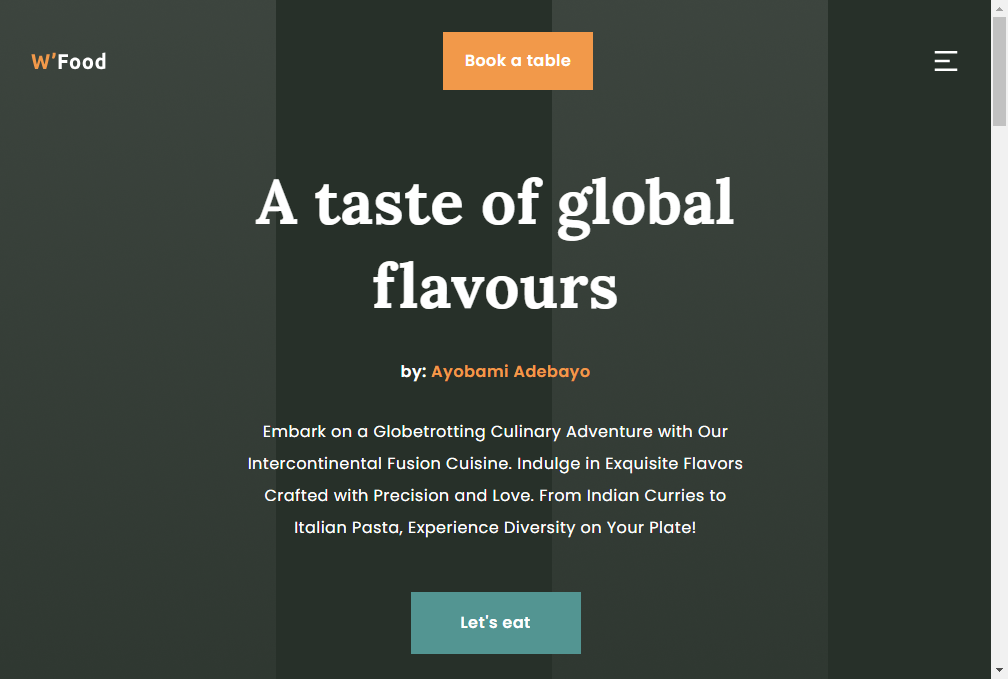 W’Food
Book a table
A taste of global
flavours
by: Ayobami Adebayo
Embark on a Globetrotting Culinary Adventure with Our
Intercontinental Fusion Cuisine. Indulge in Exquisite Flavors
Crafted with Precision and Love. From Indian Curries to
Italian Pasta, Experience Diversity on Your Plate!
Let's eat